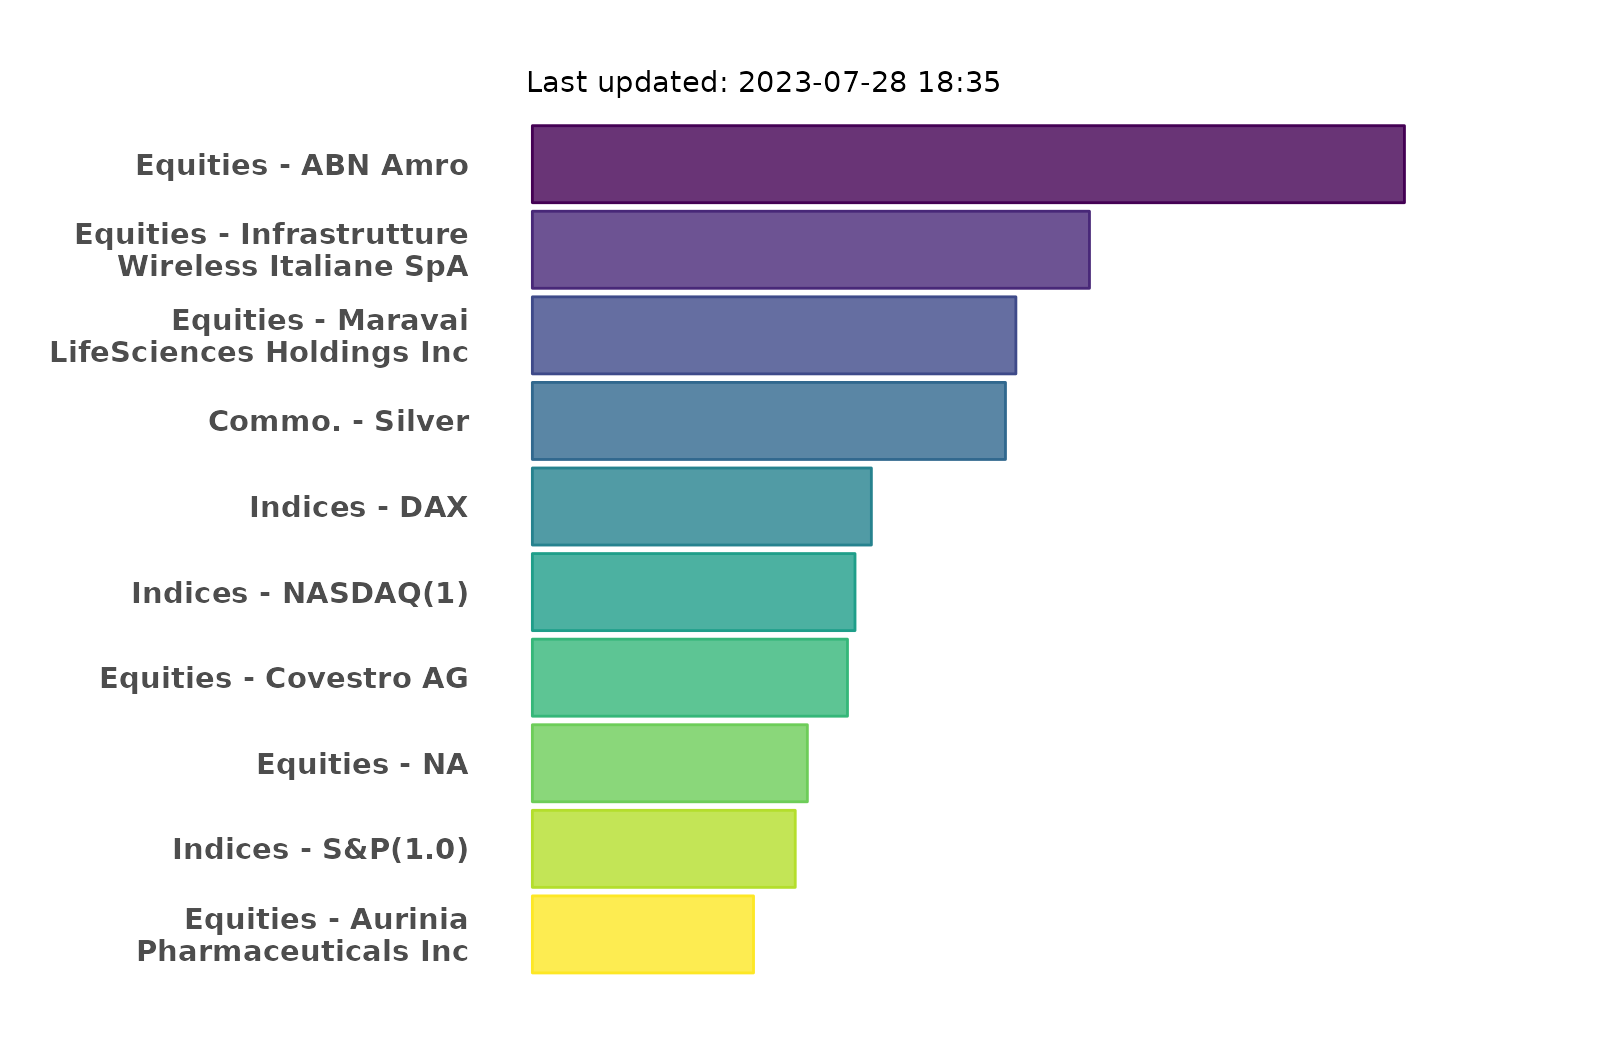 Last updated: 2023-07-28 18:35
Equities - ABN Amro
Equities - Infrastrutture
Wireless Italiane SpA
Equities - Maravai
LifeSciences Holdings Inc
Commo. - Silver
Indices - DAX
Indices - NASDAQ(1)
Equities - Covestro AG
Equities - NA
Indices - S&P(1.0)
Equities - Aurinia
Pharmaceuticals Inc